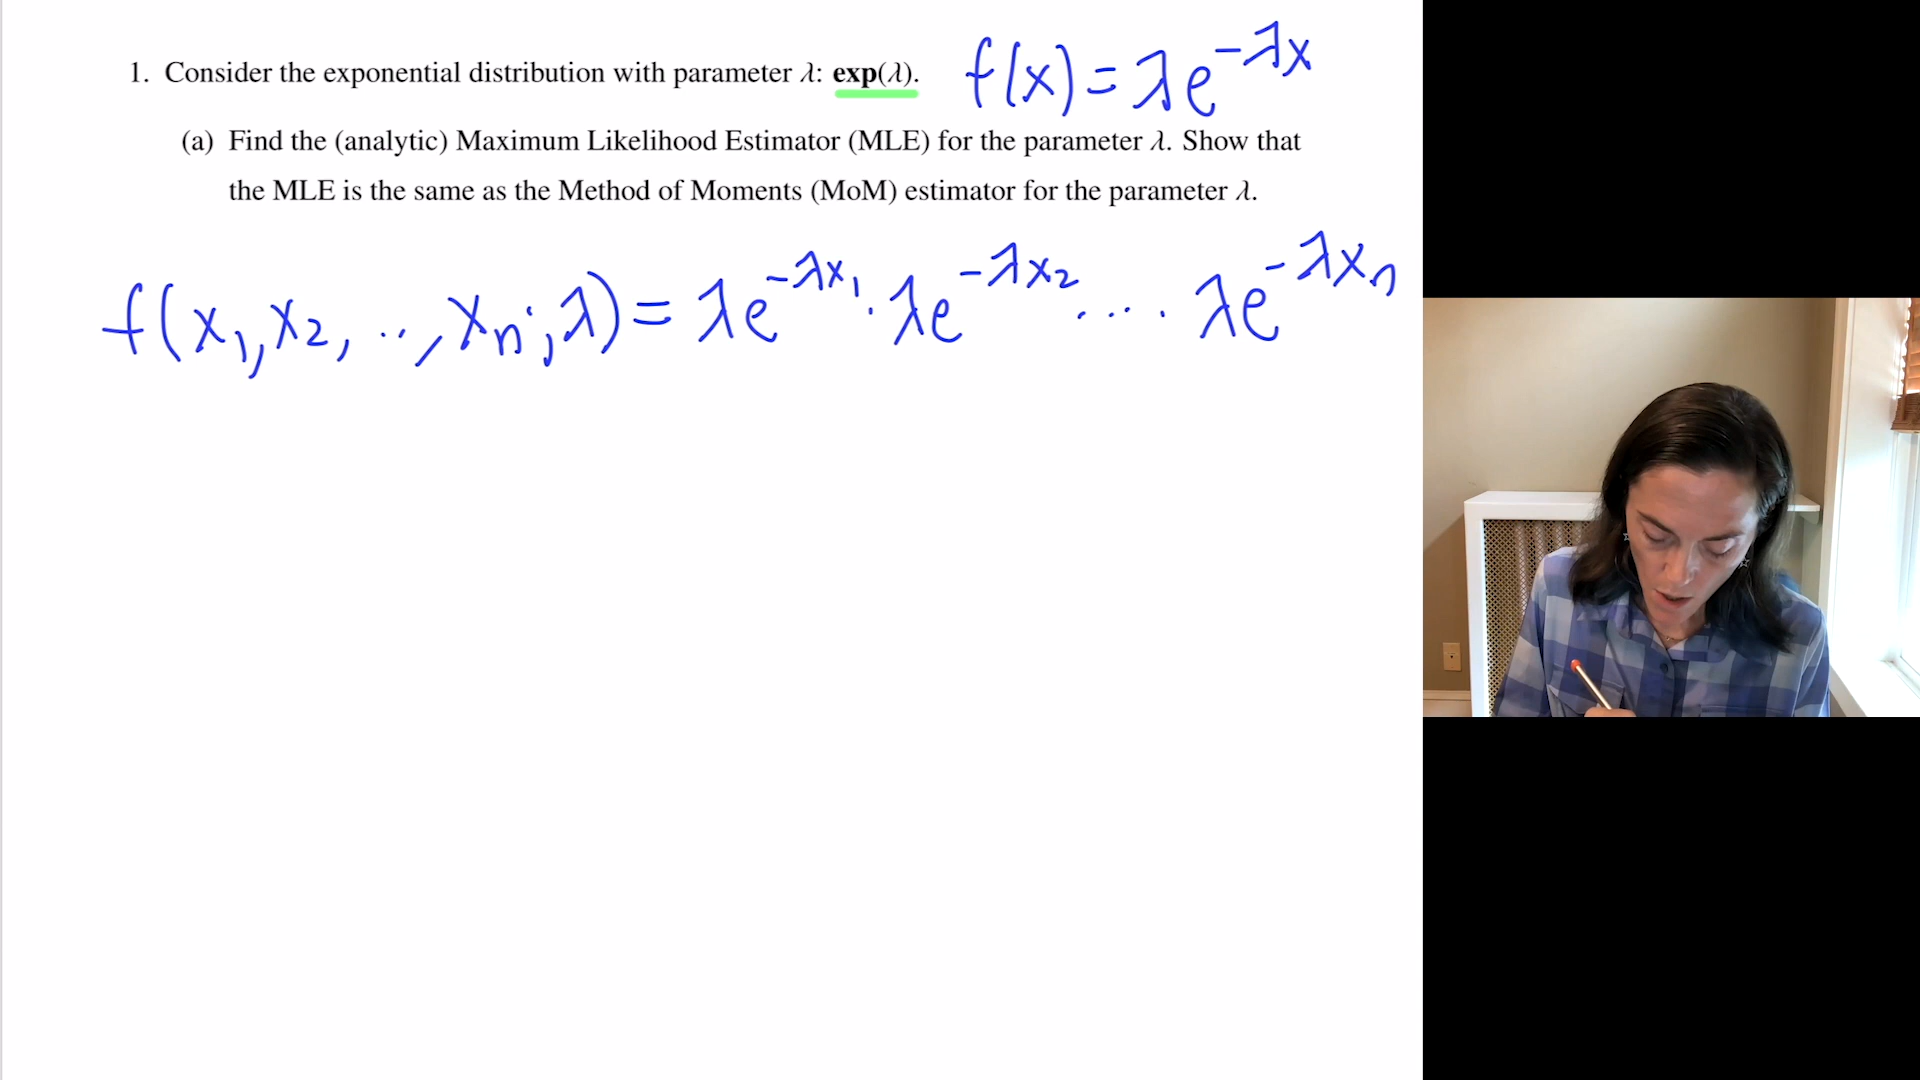 1. Consider the exponential distribution with parameter λ: exp(λ). f(x) = λe^{-λx}
(a) Find the (analytic) Maximum Likelihood Estimator (MLE) for the parameter λ. Show that
the MLE is the same as the Method of Moments (MoM) estimator for the parameter λ.
f(x₁, x₂, .., xₙ; λ) = λe^{-λx₁} · λe^{-λx₂} . ... . λe^{-λxₙ}